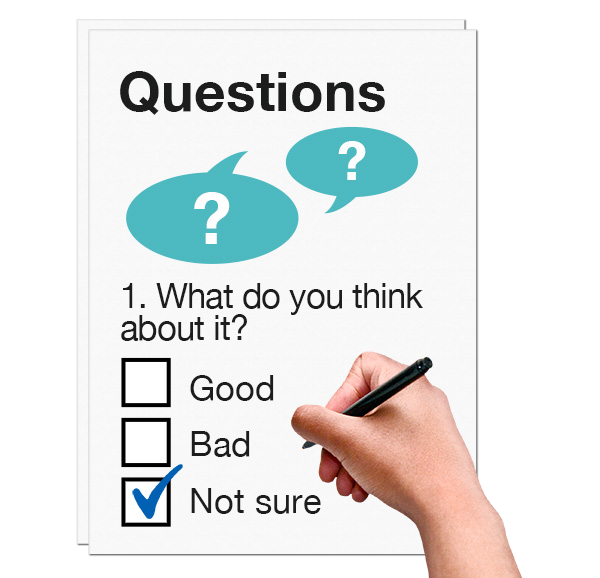 Questions
? ?
1. What do you think
about it?
Good
Bad
Not sure